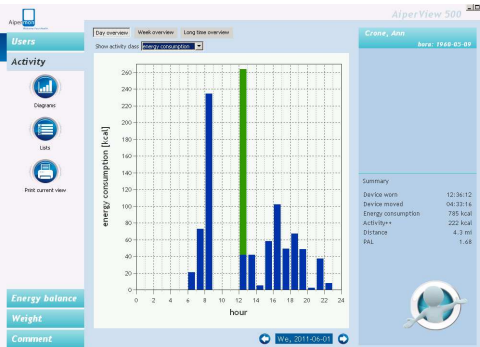 AiperView 500
Aipermon
Users
Activity
Diagrams
Lists
Print current view
Energy balance
Weight
Comment
Day overview
Week overview
Long time overview
Show activity class
energy consumption
energy consumption [kcal]
260
240
220
200
180
160
140
120
100
80
60
40
20
0
0 2 4 6 8 10 12 14 16 18 20 22 24
hour
We, 2011-06-01
Crone, Ann
born: 1960-05-09
Summary
Device worn 12:36:12
Device moved 04:33:16
Energy consumption 785 kcal
Activity++ 222 kcal
Distance 4.3 mi
PAL 1.68